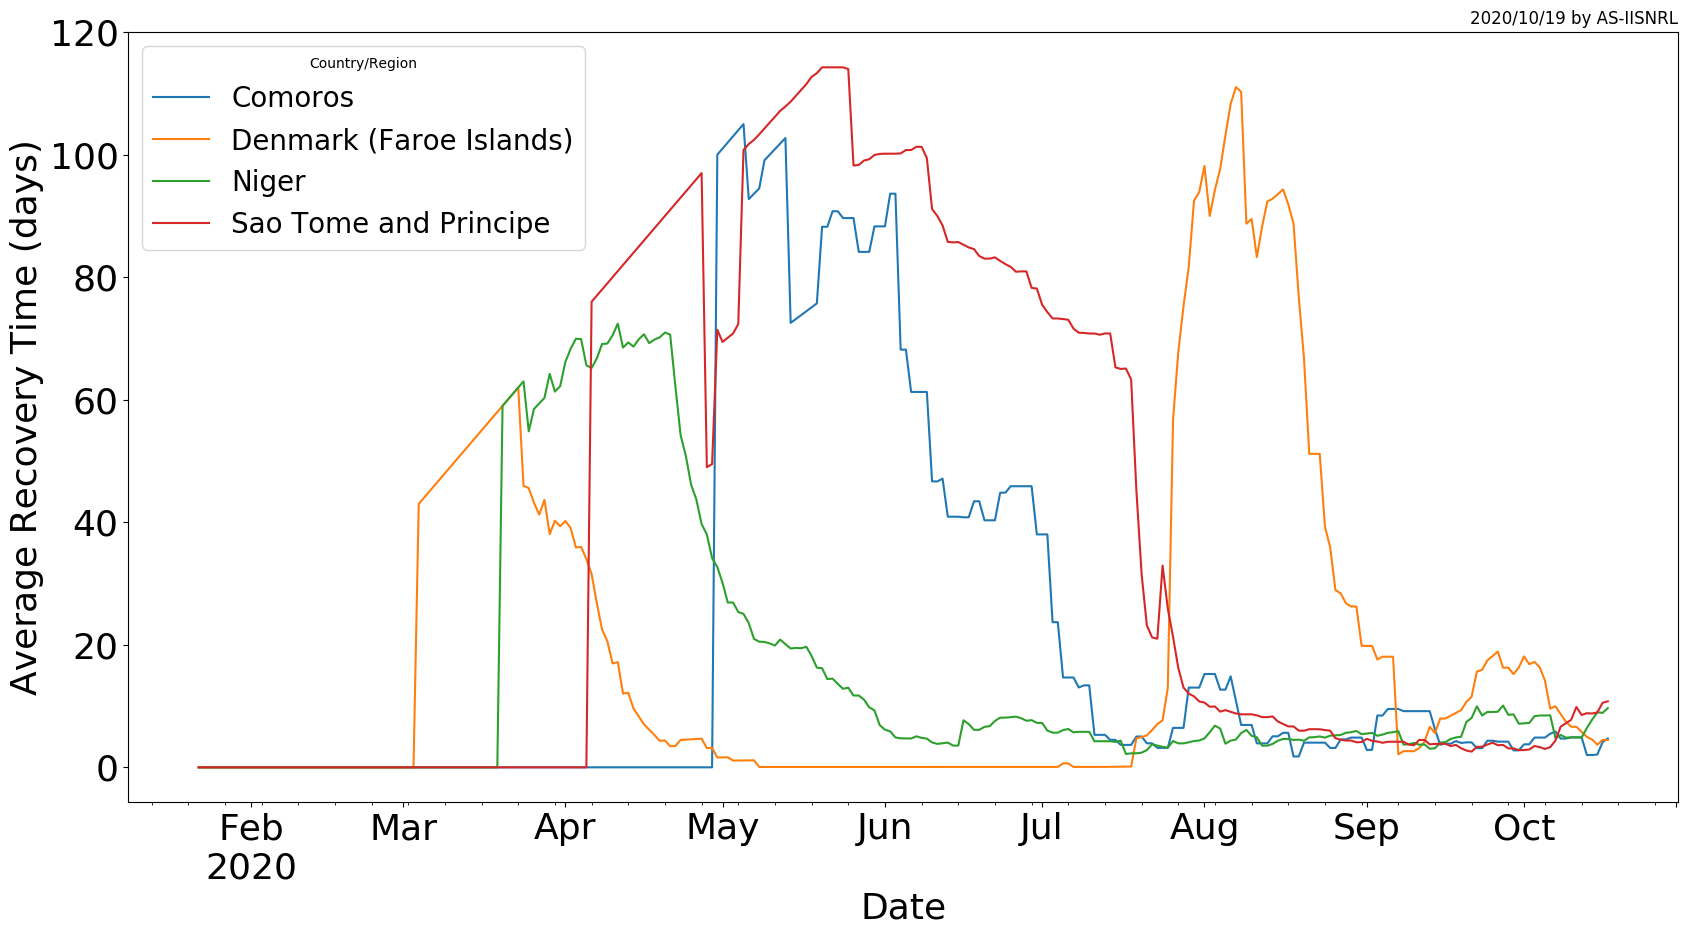 2020/10/19 by AS-IISNRL
120
100
80
60
40
20
0
Average Recovery Time (days)
Country/Region
Comoros
Denmark (Faroe Islands)
Niger
Sao Tome and Principe
Feb Mar Apr May Jun Jul Aug Sep Oct
2020
Date